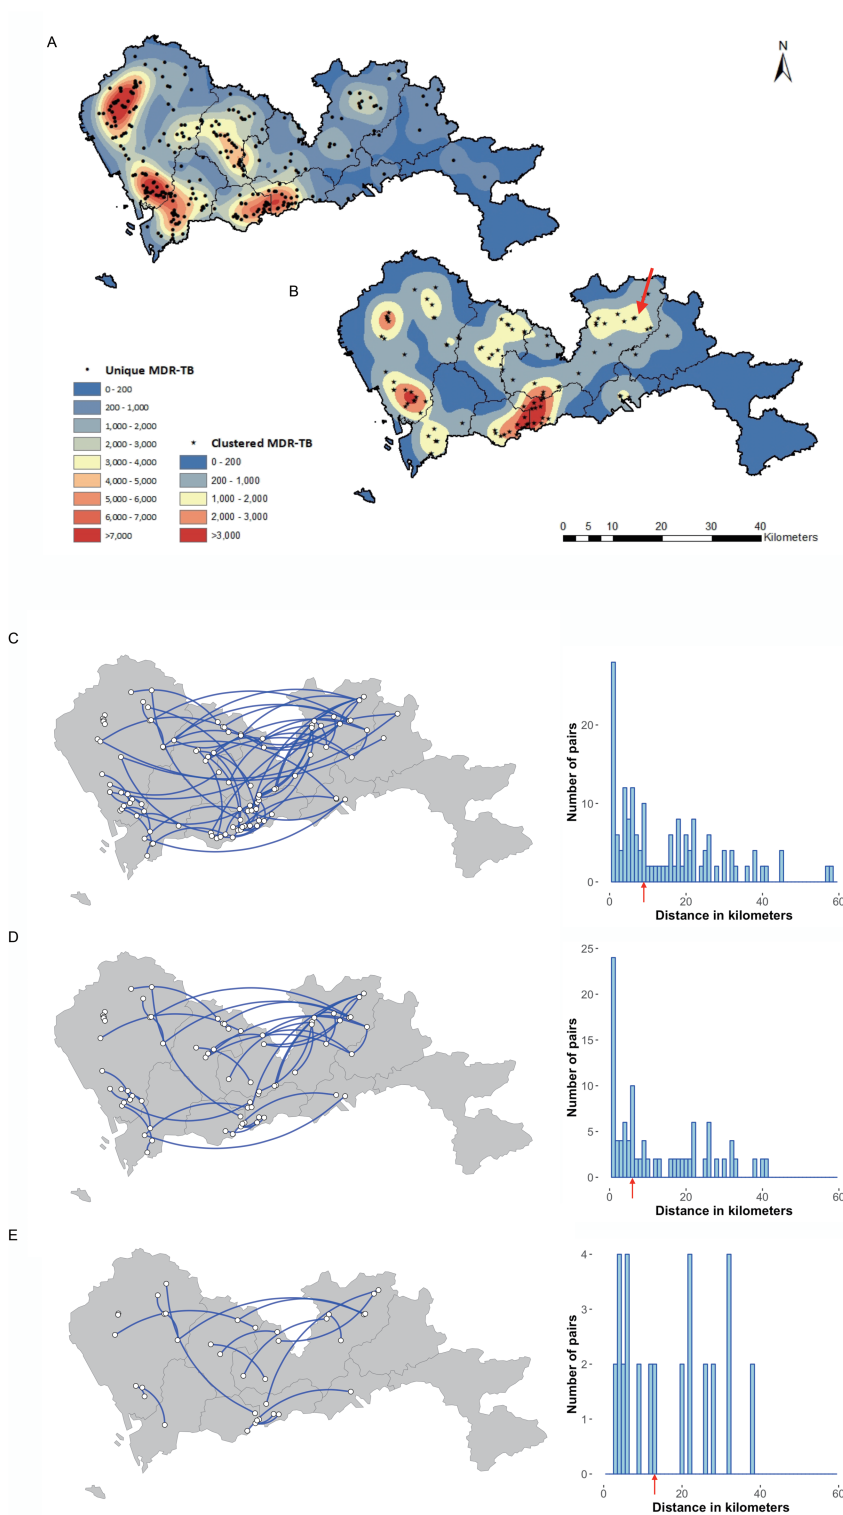 A
N
B
Unique MDR-TB
0 - 200
200 - 1,000
1,000 - 2,000
2,000 - 3,000
3,000 - 4,000
4,000 - 5,000
5,000 - 6,000
6,000 - 7,000
>7,000
Clustered MDR-TB
0 - 200
200 - 1,000
1,000 - 2,000
2,000 - 3,000
>3,000
0 5 10 20 30 40
Kilometers
C
Number of pairs
20
10
0
0 20 40 60
Distance in kilometers
D
Number of pairs
25
20
15
10
5
0
0 20 40 60
Distance in kilometers
E
Number of pairs
4
3
2
1
0
0 20 40 60
Distance in kilometers